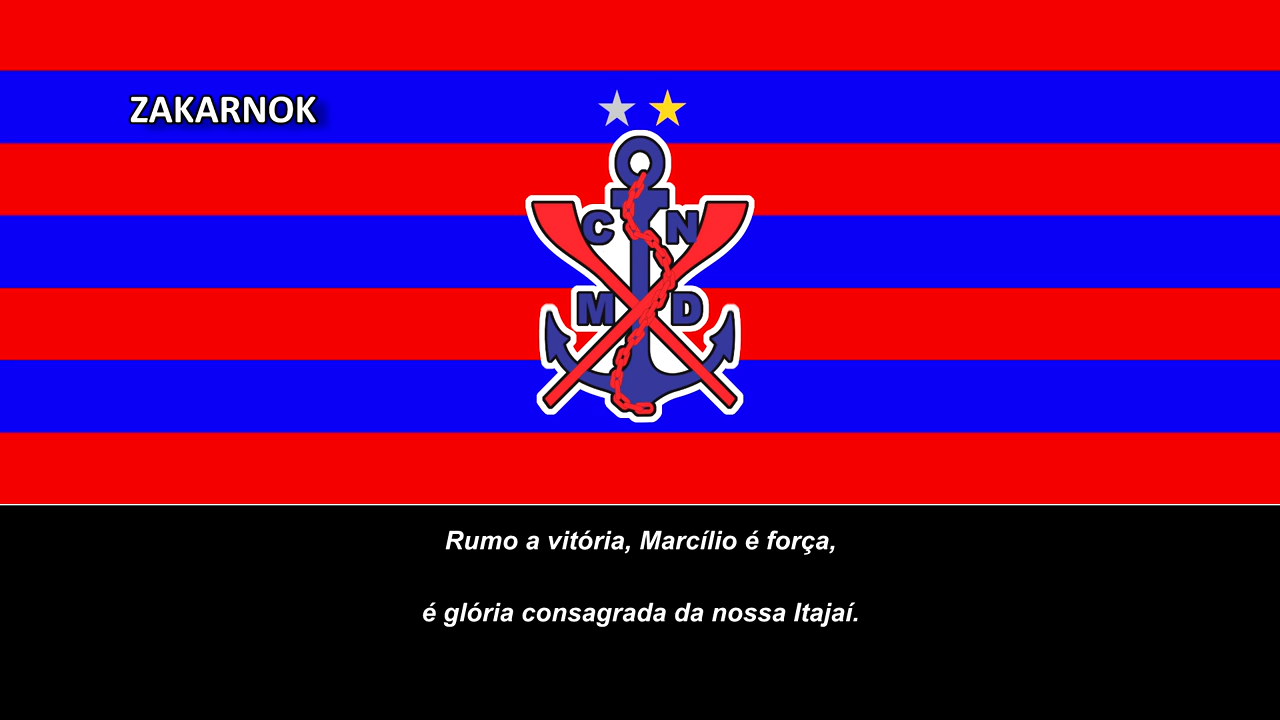 ZAKARNOK
C N
M D
Rumo a vitória, Marcílio é força,
é glória consagrada da nossa Itajaí.